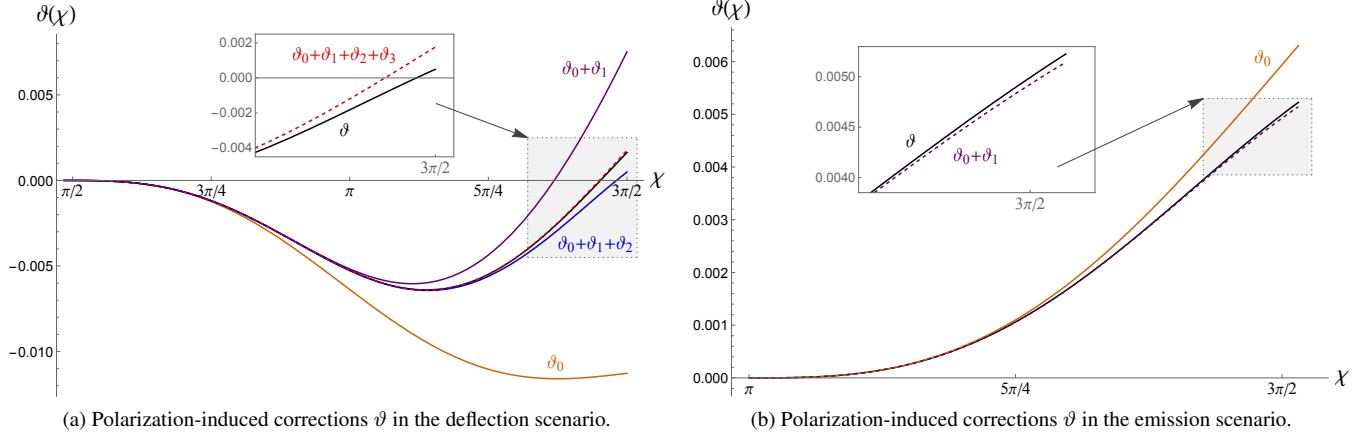 ϑ(χ)
0.005
0.000
−0.005
−0.010
π/2
3π/4
π
5π/4
3π/2
χ
ϑ₀+ϑ₁
ϑ₀+ϑ₁+ϑ₂
ϑ₀
0.002
0.000
−0.002
−0.004
ϑ₀+ϑ₁+ϑ₂+ϑ₃
ϑ
3π/2
(a) Polarization-induced corrections ϑ in the deflection scenario.
ϑ(χ)
0.006
0.005
0.004
0.003
0.002
0.001
0.000
π
5π/4
3π/2
χ
ϑ₀
0.0050
0.0045
0.0040
ϑ
ϑ₀+ϑ₁
3π/2
(b) Polarization-induced corrections ϑ in the emission scenario.